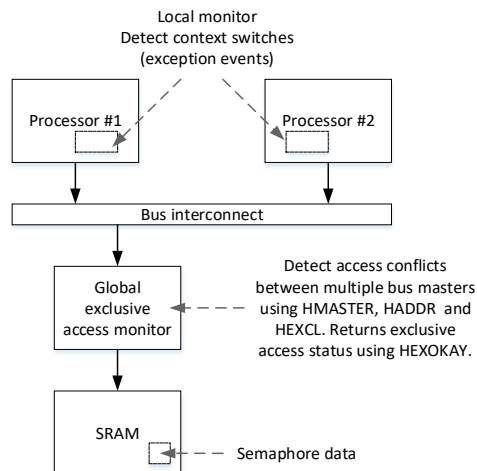 Local monitor
Detect context switches
(exception events)
Processor #1
Processor #2
Bus interconnect
Global
exclusive
access monitor
Detect access conflicts
between multiple bus masters
using HMASTER, HADDR and
HEXCL. Returns exclusive
access status using HEXOKAY.
SRAM
Semaphore data